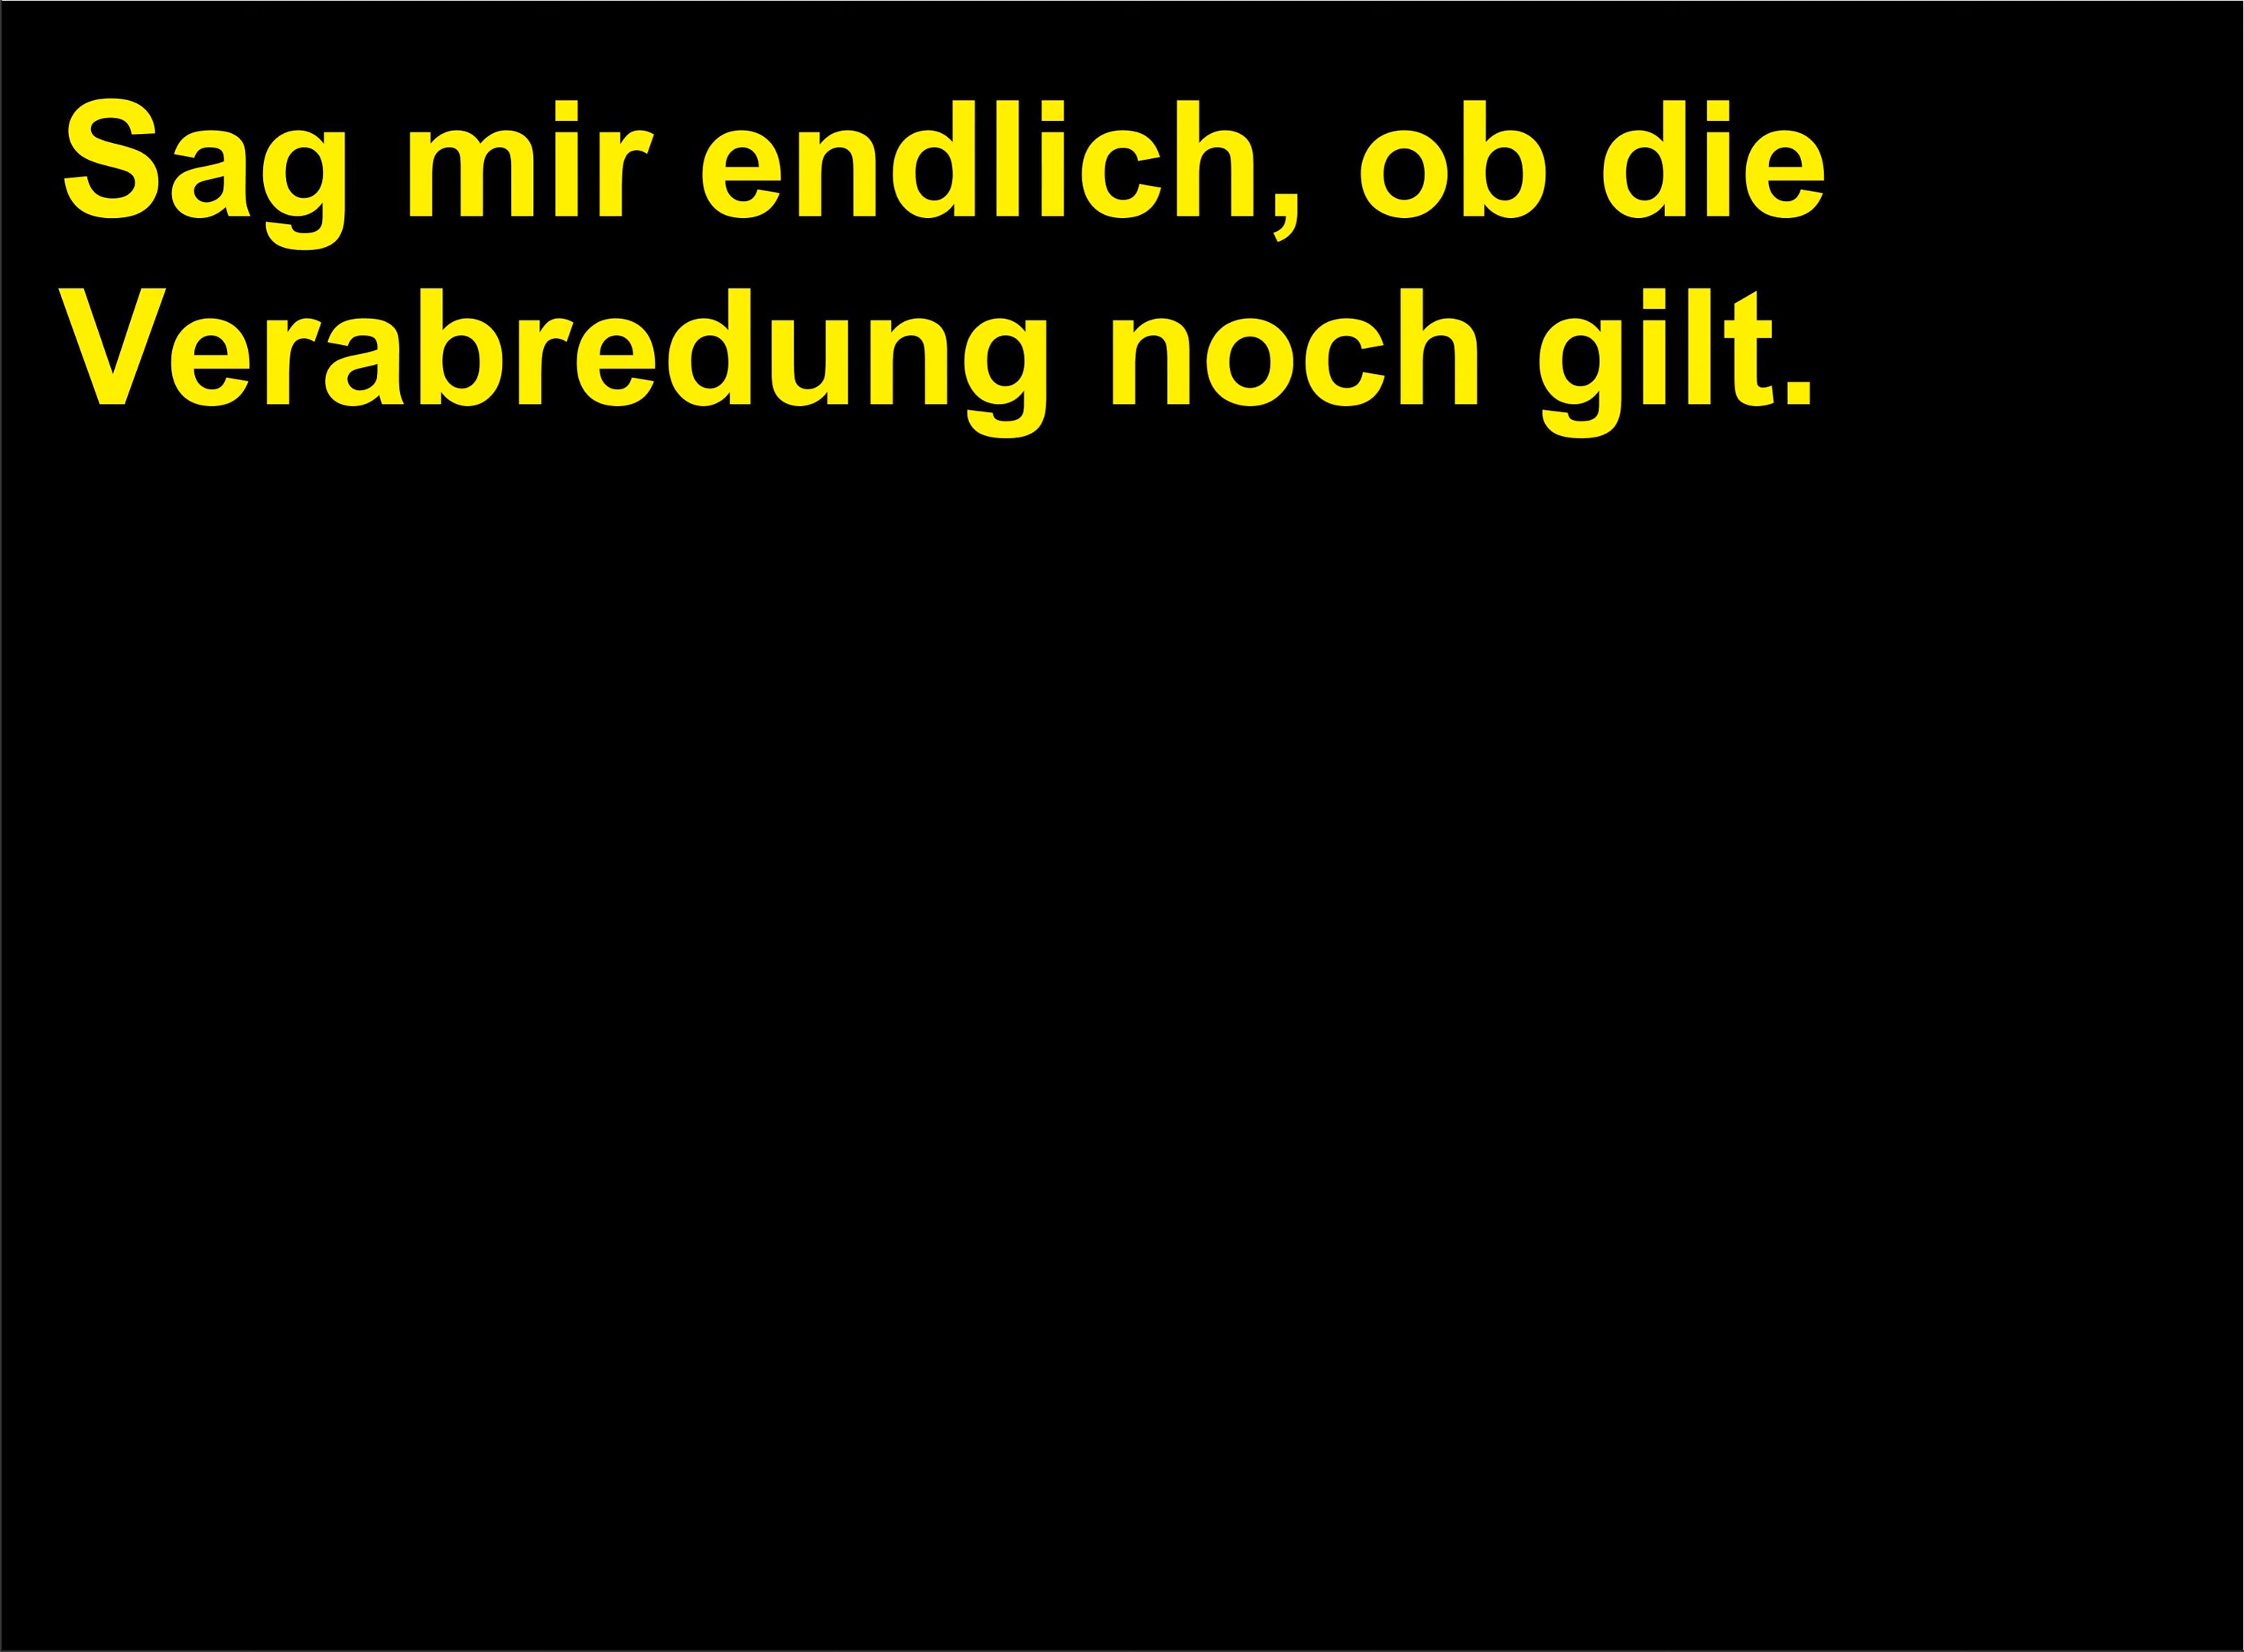 Sag mir endlich, ob die
Verabredung noch gilt.